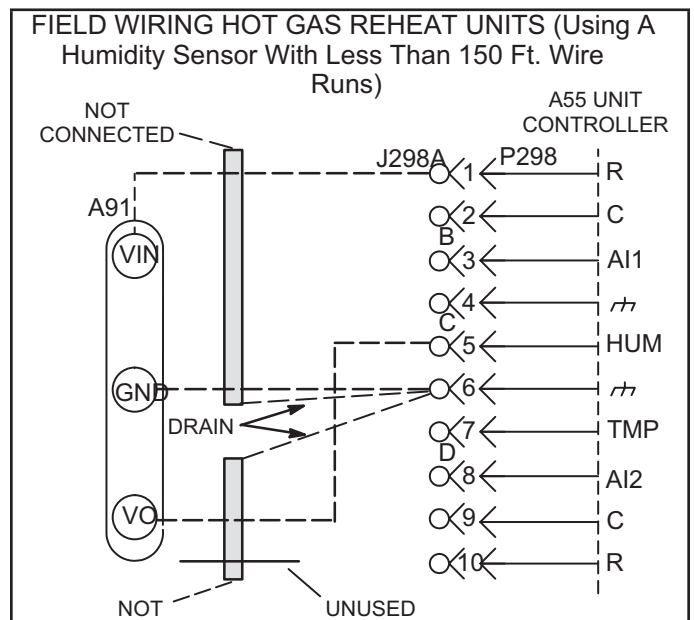 FIELD WIRING HOT GAS REHEAT UNITS (Using A
Humidity Sensor With Less Than 150 Ft. Wire
Runs)
NOT
CONNECTED
A55 UNIT
CONTROLLER
J298A
P298
1
R
A91
2
C
B
VIN
3
AI1
4
C
5
HUM
GND
6
DRAIN
7
TMP
D
8
AI2
VO
9
C
10
R
NOT
UNUSED